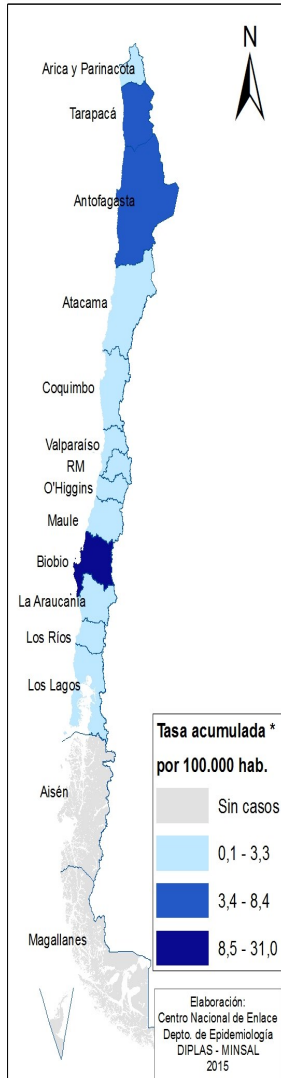 N
Arica y Parinacota
Tarapacá
Antofagasta
Atacama
Coquimbo
Valparaíso
RM
O'Higgins
Maule
Biobio
La Araucanía
Los Ríos
Los Lagos
Aisén
Magallanes
Tasa acumulada *
por 100.000 hab.
Sin casos
0,1 - 3,3
3,4 - 8,4
8,5 - 31,0
Elaboración:
Centro Nacional de Enlace
Depto. de Epidemiología
DIPLAS - MINSAL
2015